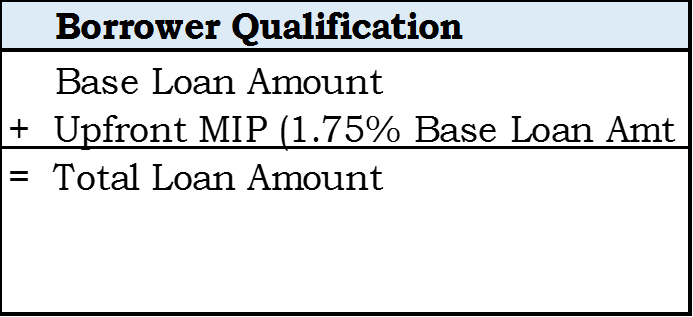 Borrower Qualification
Base Loan Amount
+ Upfront MIP (1.75% Base Loan Amt
= Total Loan Amount